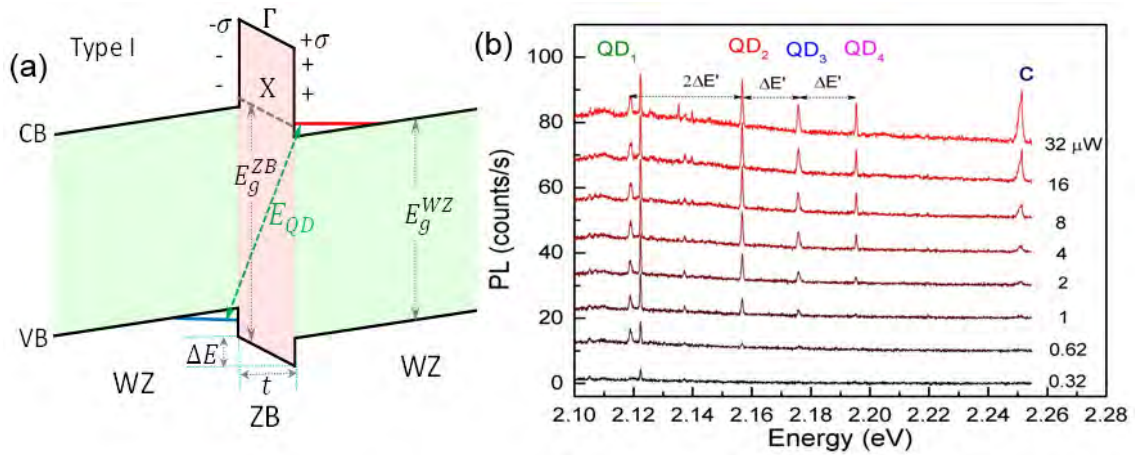 (a)
Type I
-σ
Γ
+σ
-
+
-
X
+
CB
E_g^{ZB}
E_{QD}
E_g^{WZ}
VB
ΔE
WZ
t
WZ
ZB
(b)
PL (counts/s)
100
80
60
40
20
0
QD₁
QD₂
QD₃
QD₄
C
2ΔE'
ΔE'
ΔE'
32 μW
16
8
4
2
1
0.62
0.32
2.10 2.12 2.14 2.16 2.18 2.20 2.22 2.24 2.26 2.28
Energy (eV)